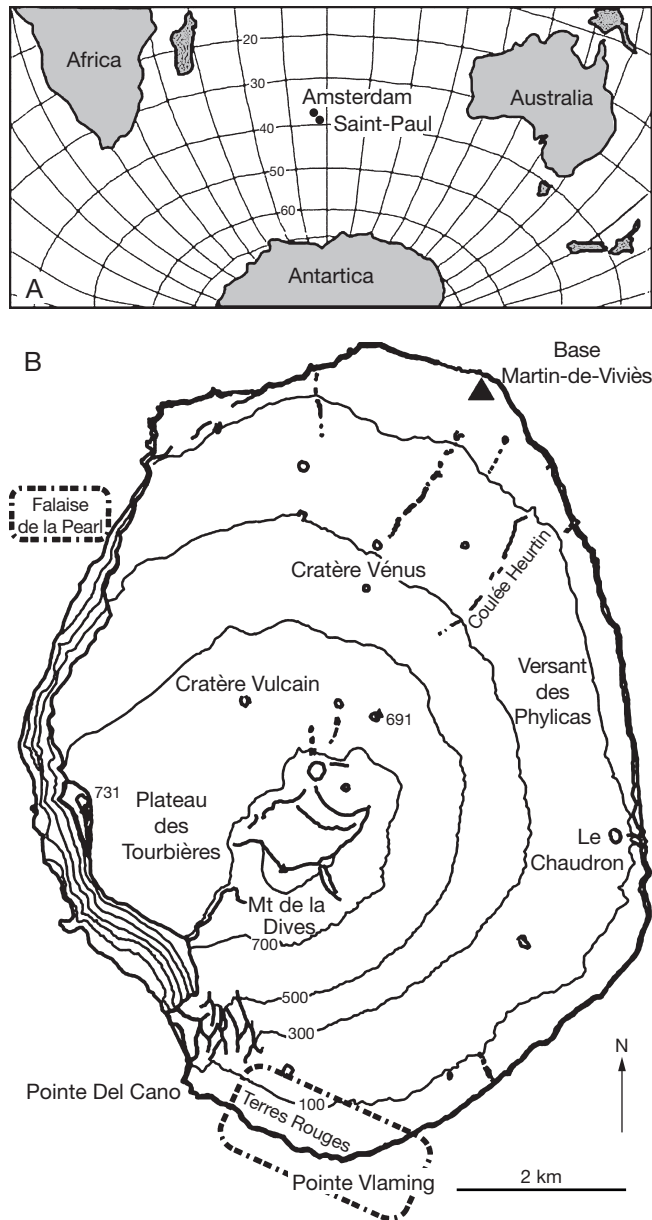 20
30
Africa
Amsterdam
Saint-Paul
Australia
40
50
60
Antartica
A
B
Base
Martin-de-Viviès
Falaise
de la Pearl
Cratère Vénus
Coulée Heurtin
Versant
des
Phylicas
Cratère Vulcain
691
731
Plateau
des
Tourbières
Le
Chaudron
Mt de la
Dives
700
500
300
N
Pointe Del Cano
100
Terres Rouges
Pointe Vlaming
2 km